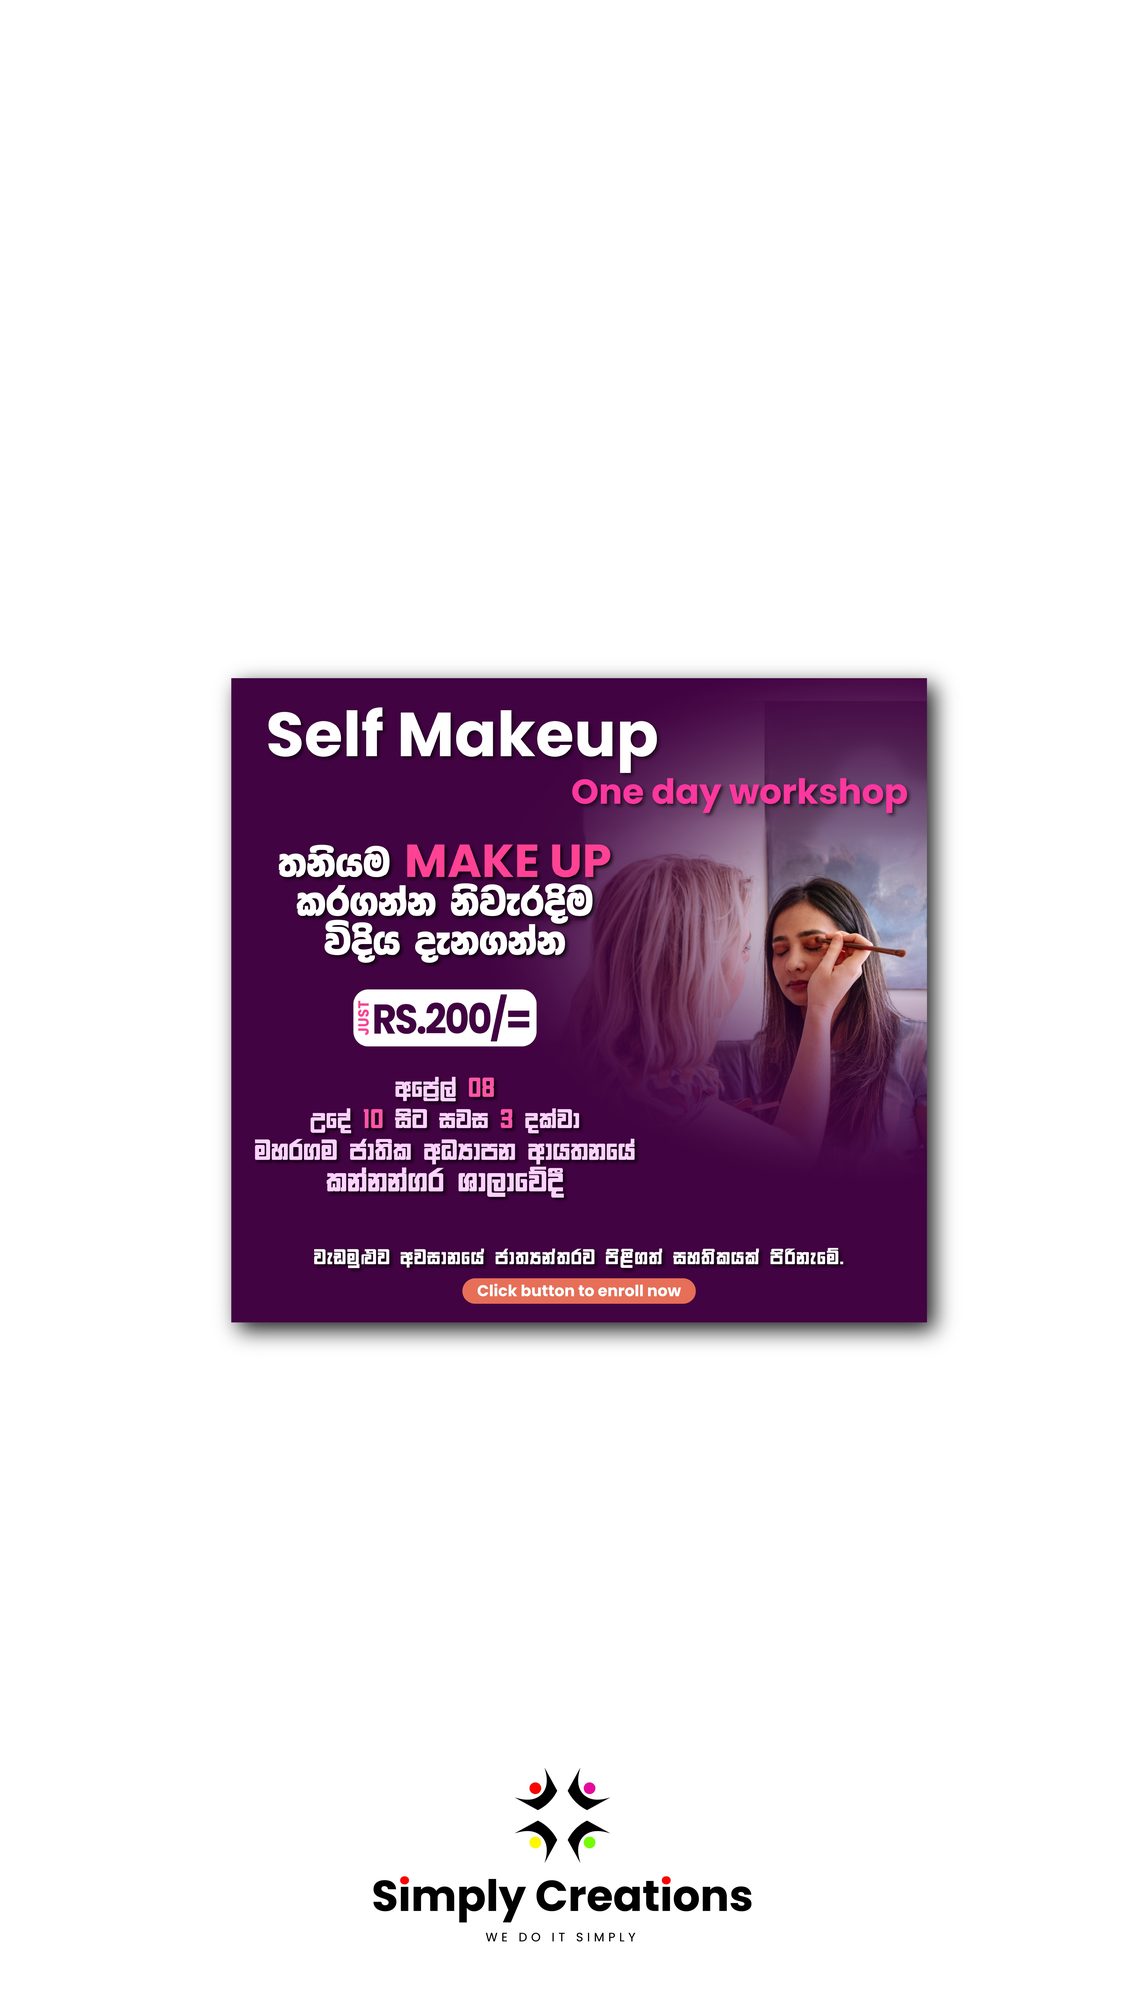 Self Makeup
One day workshop
තනියම MAKE UP
කරගන්න නිවැරදිම
විදිය දැනගන්න
JUST RS.200/=
අප්‍රේල් 08
උදේ 10 සිට සවස 3 දක්වා
මහරගම ජාතික අධ්‍යාපන ආයතනයේ
කන්නන්ගර ශාලාවේදී
වැඩමුළුව අවසානයේ ජාත්‍යන්තරව පිළිගත් සහතිකයක් පිරිනැමේ.
Click button to enroll now
Simply Creations
WE DO IT SIMPLY